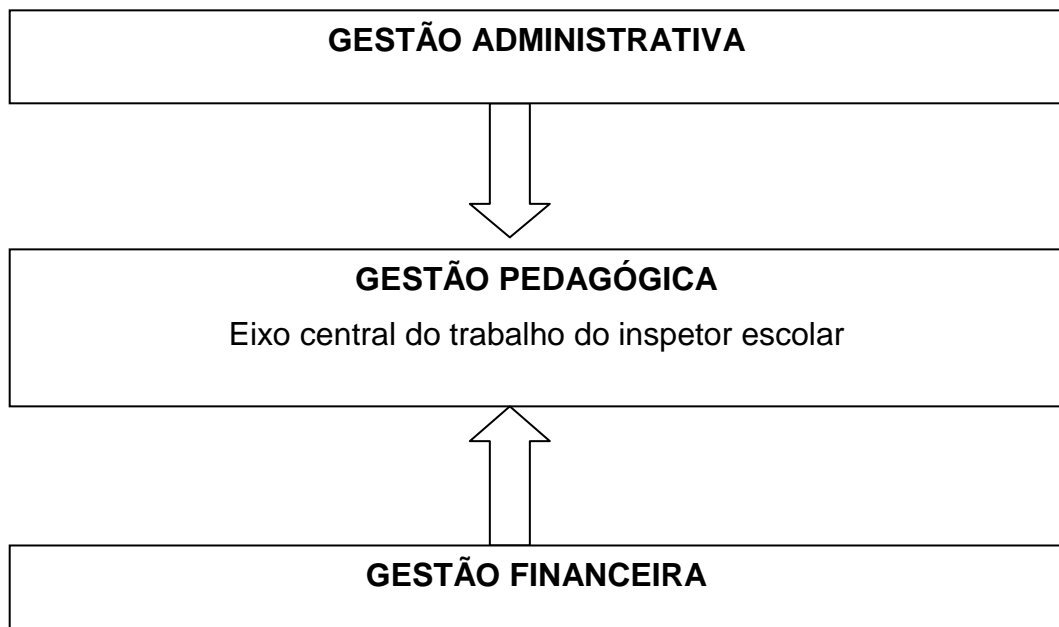 GESTÃO ADMINISTRATIVA
GESTÃO PEDAGÓGICA
Eixo central do trabalho do inspetor escolar
GESTÃO FINANCEIRA